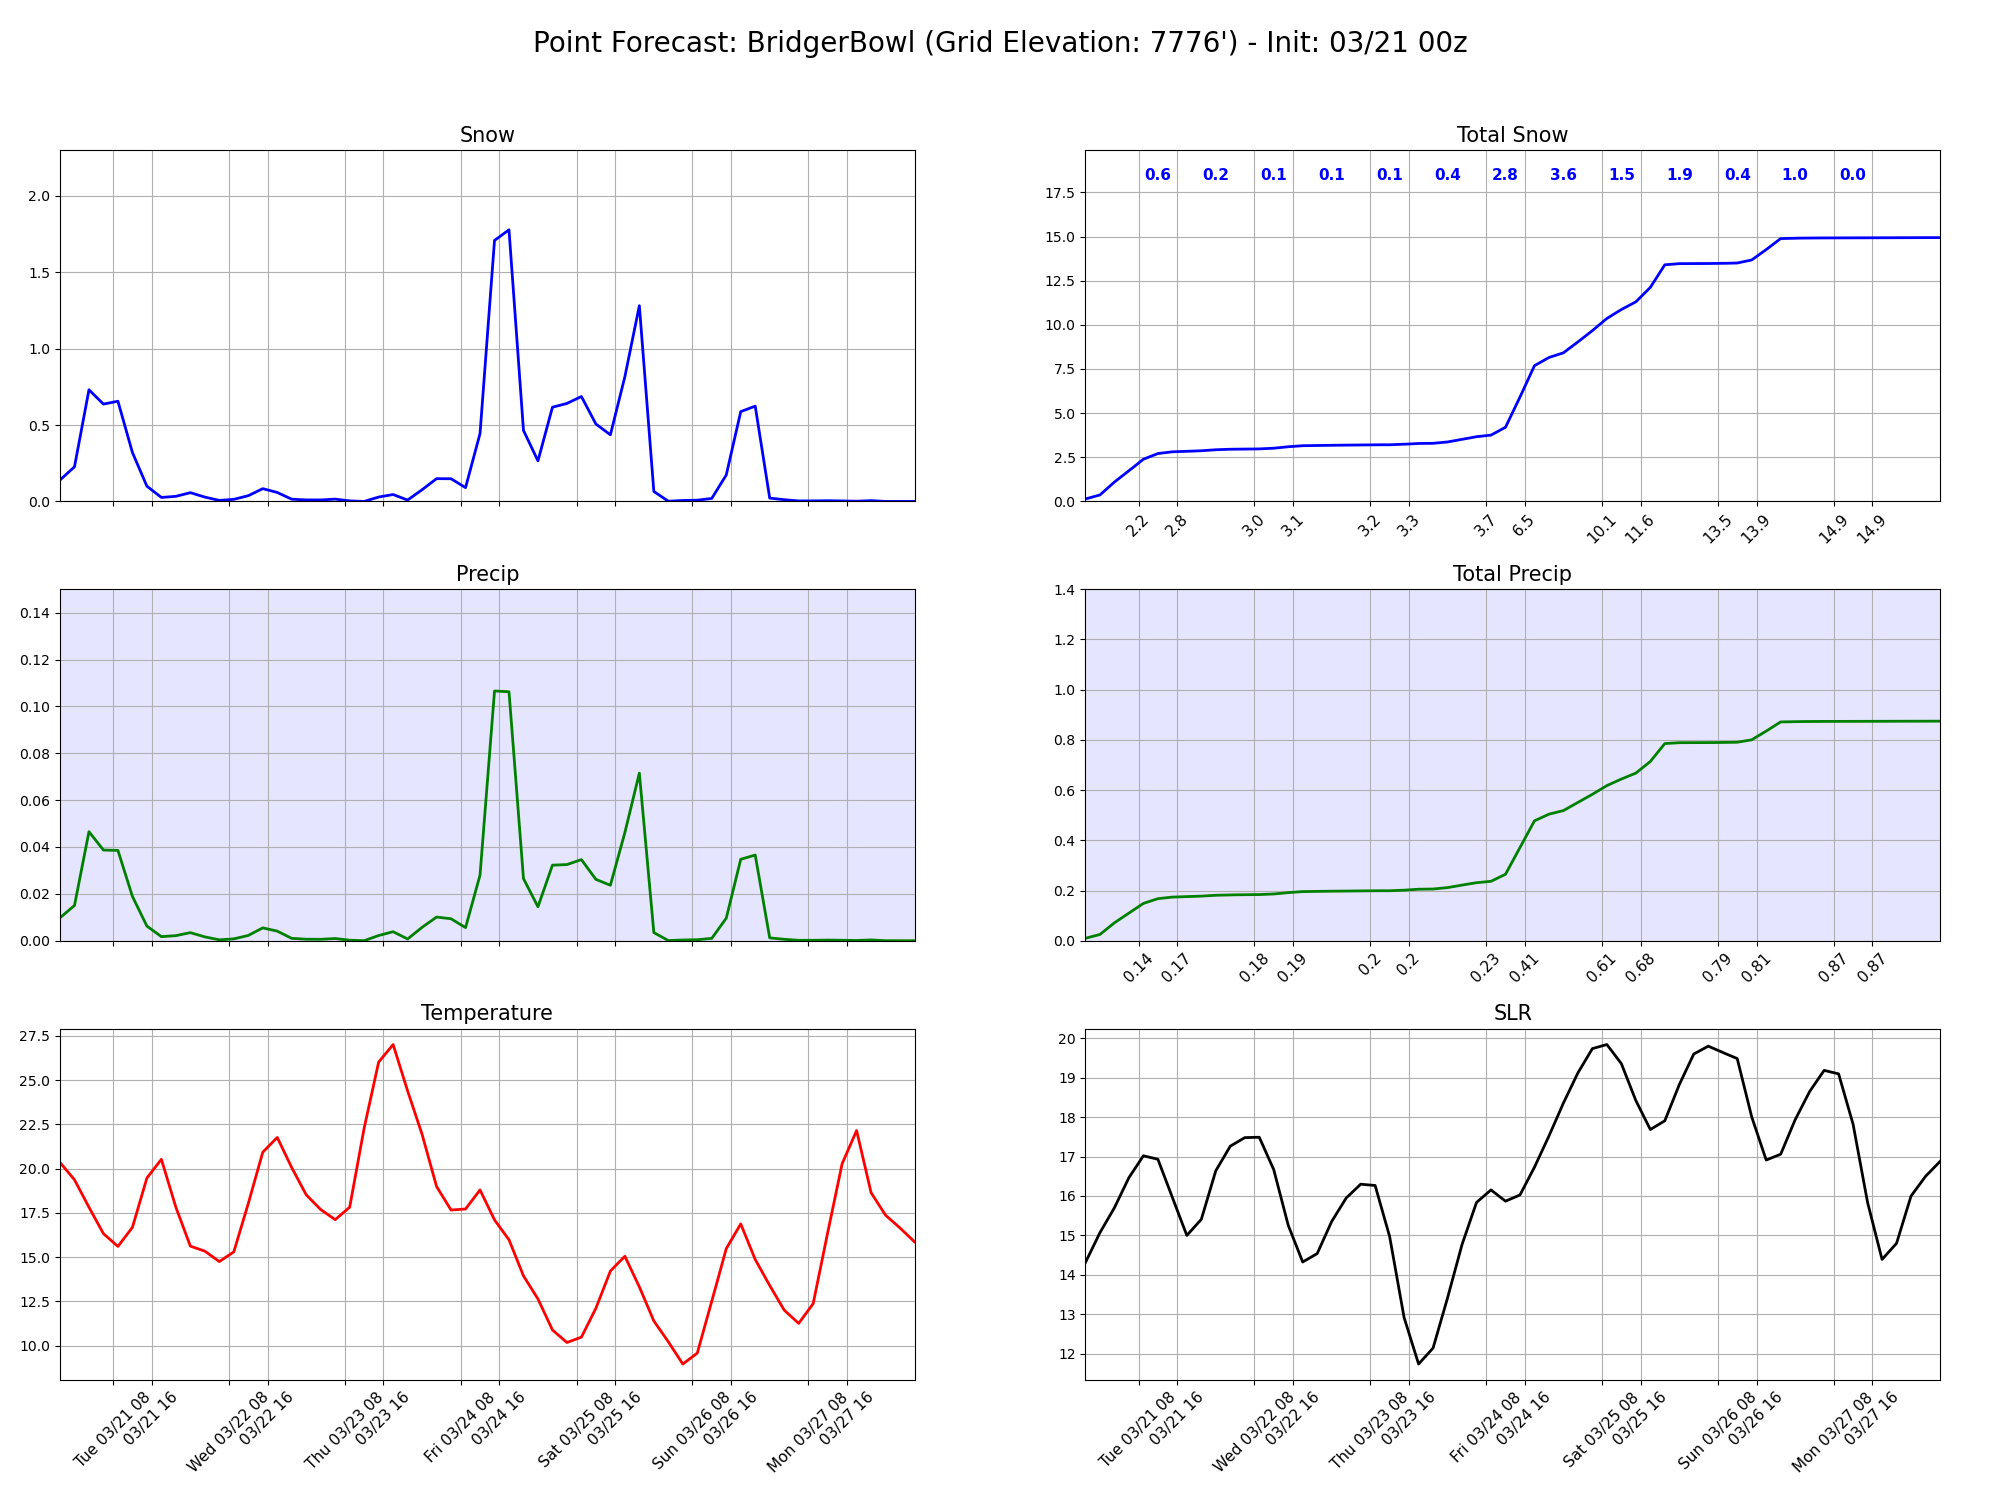 Point Forecast: BridgerBowl (Grid Elevation: 7776') - Init: 03/21 00z
Snow
2.0
1.5
1.0
0.5
0.0
Total Snow
0.6 0.2 0.1 0.1 0.1 0.4 2.8 3.6 1.5 1.9 0.4 1.0 0.0
17.5
15.0
12.5
10.0
7.5
5.0
2.5
0.0
2.2 2.8 3.0 3.1 3.2 3.3 3.7 6.5 10.1 11.6 13.5 13.9 14.9 14.9
Precip
0.14
0.12
0.10
0.08
0.06
0.04
0.02
0.00
Total Precip
1.4
1.2
1.0
0.8
0.6
0.4
0.2
0.0
0.14 0.17 0.18 0.19 0.2 0.2 0.23 0.41 0.61 0.68 0.79 0.81 0.87 0.87
Temperature
27.5
25.0
22.5
20.0
17.5
15.0
12.5
10.0
Tue 03/21 08
03/21 16
Wed 03/22 08
03/22 16
Thu 03/23 08
03/23 16
Fri 03/24 08
03/24 16
Sat 03/25 08
03/25 16
Sun 03/26 08
03/26 16
Mon 03/27 08
03/27 16
SLR
20
19
18
17
16
15
14
13
12
Tue 03/21 08
03/21 16
Wed 03/22 08
03/22 16
Thu 03/23 08
03/23 16
Fri 03/24 08
03/24 16
Sat 03/25 08
03/25 16
Sun 03/26 08
03/26 16
Mon 03/27 08
03/27 16